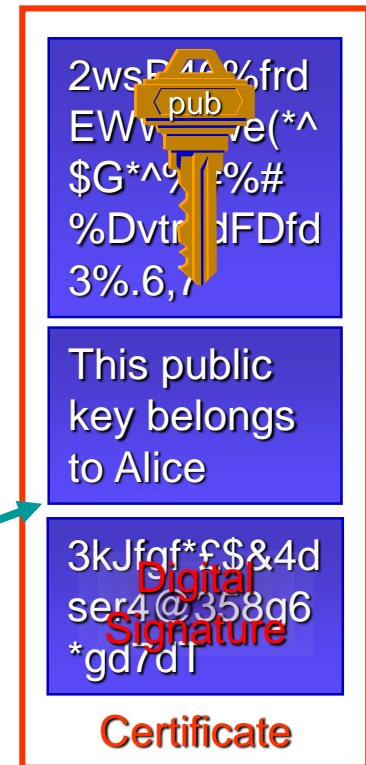 pub
%Dvtr dFDfd
3%.6,7
This public
key belongs
to Alice
3kJfgf*£$&4d
ser4@358g6
*gd7dT
Digital
Signature
Certificate